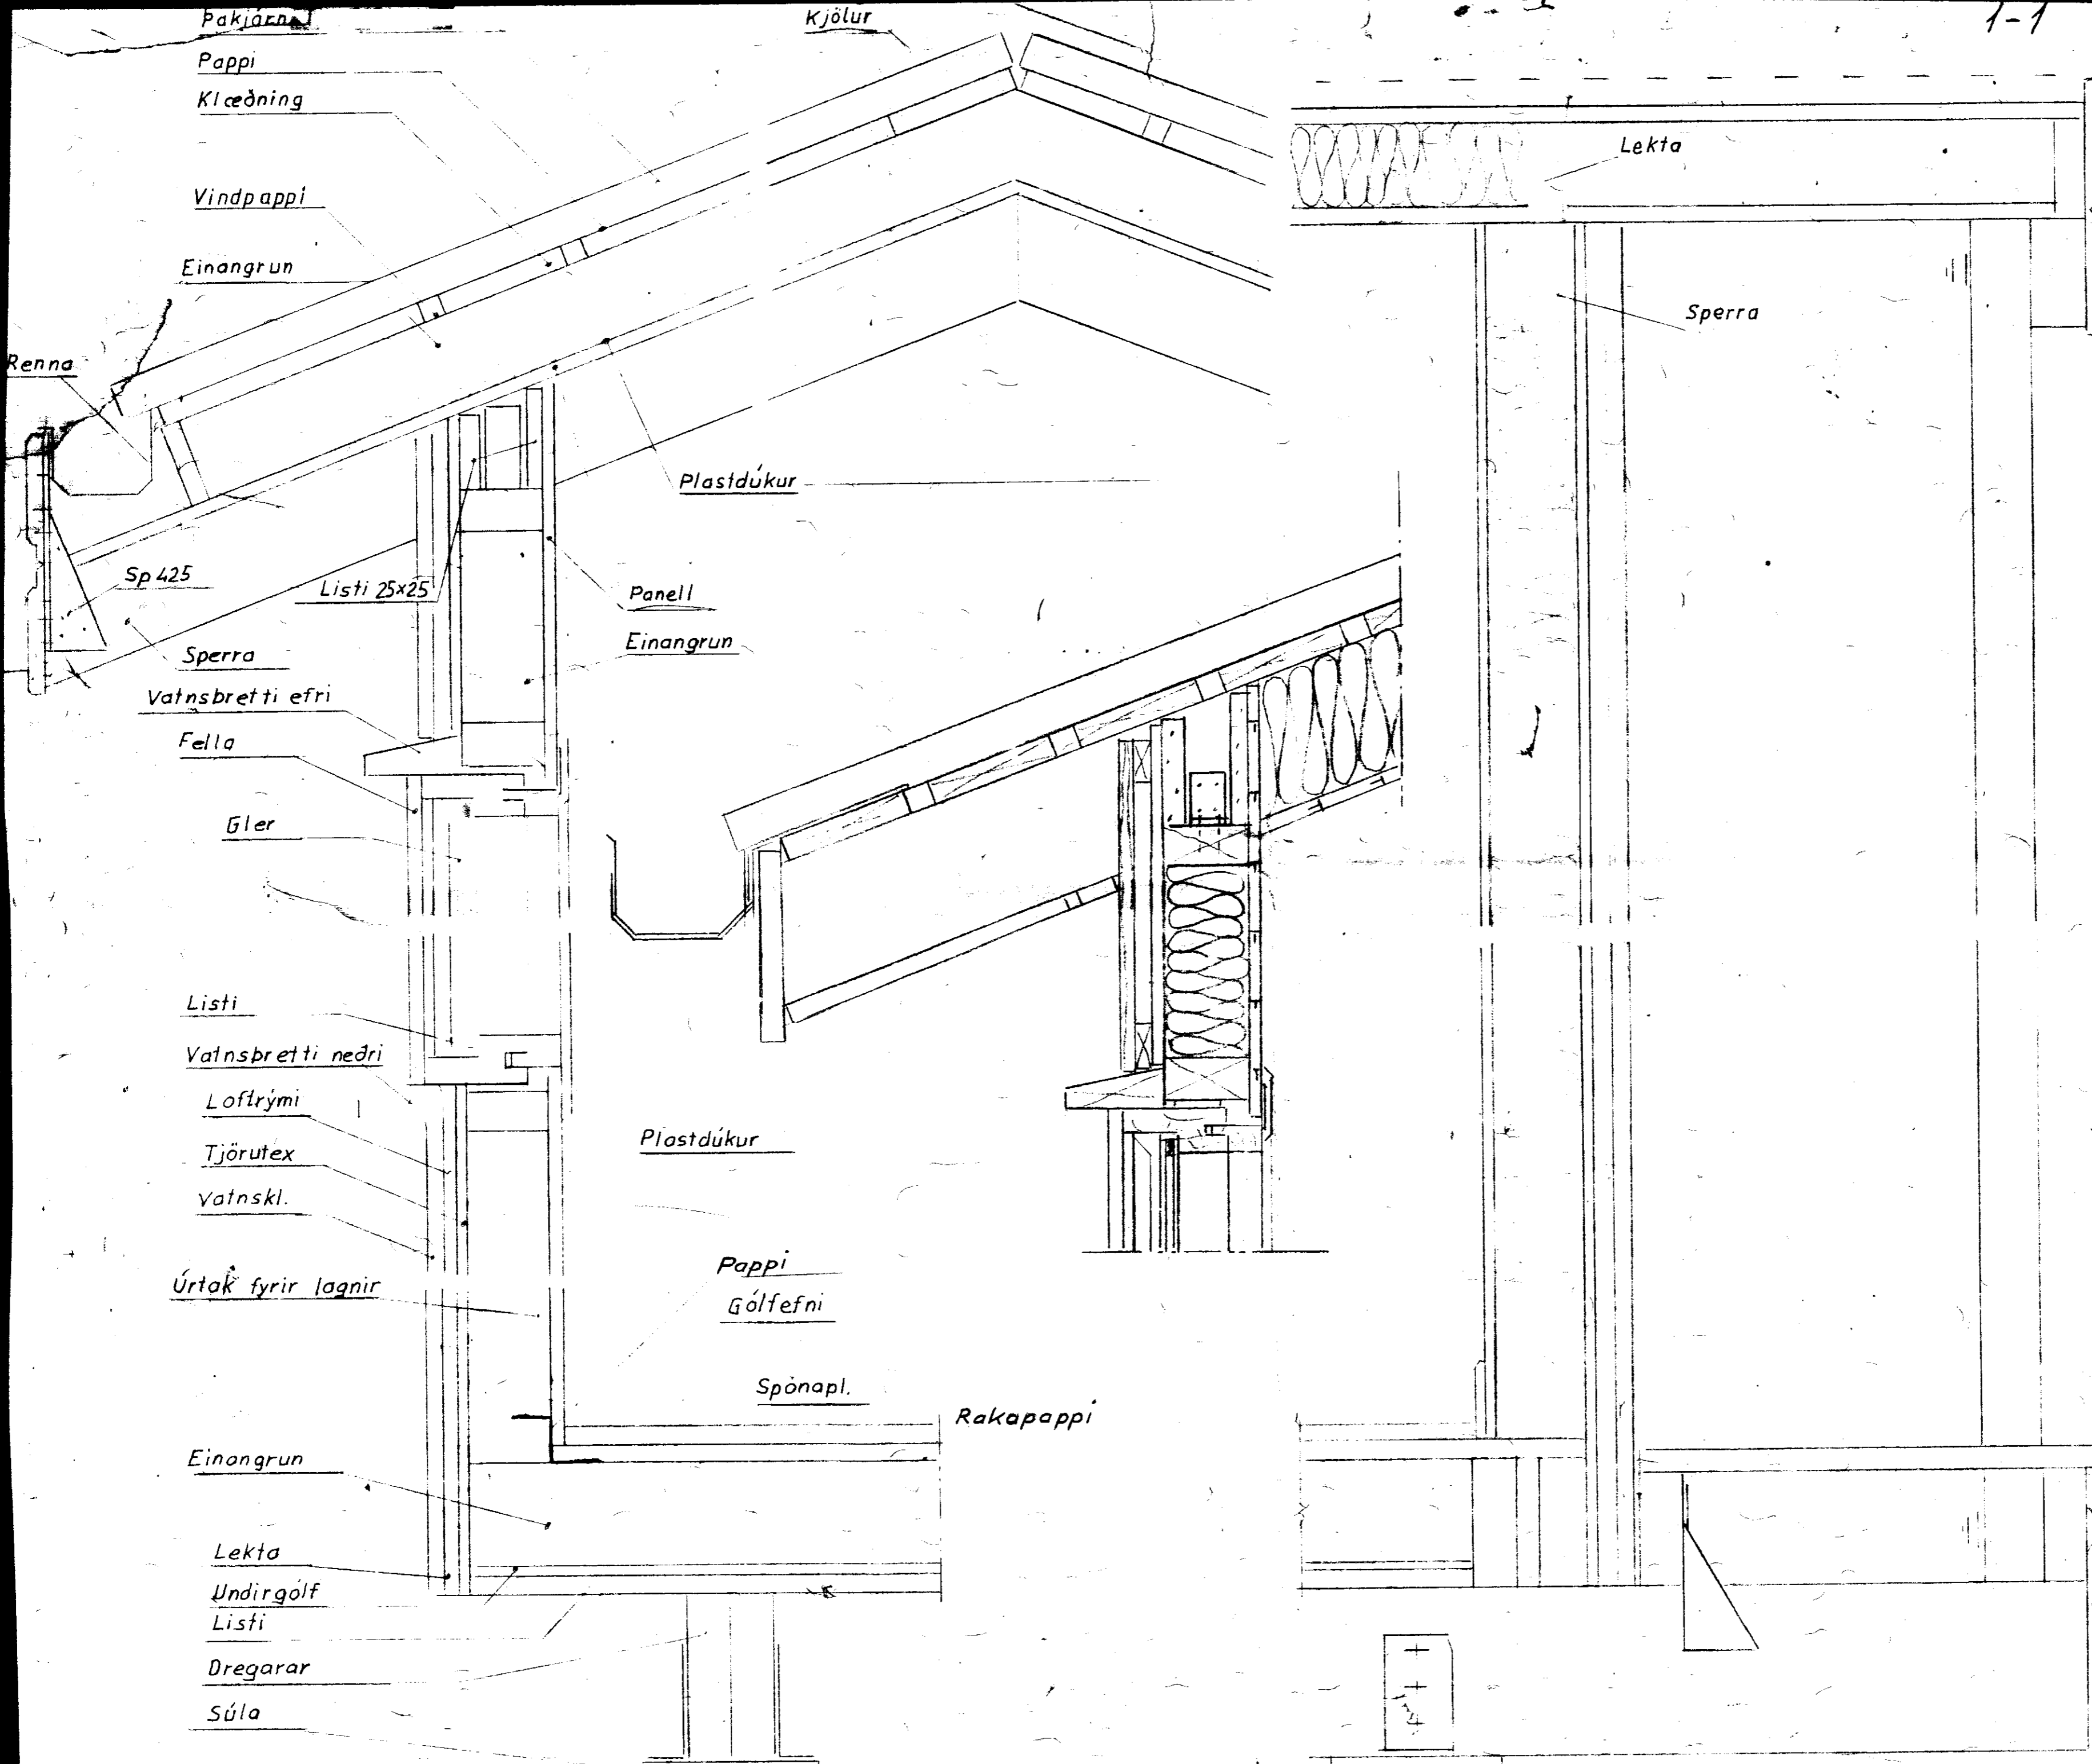 Þakjárn
Kjölur
1-1
Pappi
Klæðning
Lekta
Vindpappi
Einangrun
Sperra
Renna
Plastdúkur
Sp 425
Listi 25x25
Panell
Einangrun
Sperra
Vatnsbretti efri
Fella
Gler
Listi
Vatnsbretti neðri
Loftrými
Plastdúkur
Tjörutex
Vatnskl.
Pappi
Úrtak fyrir lagnir
Gólfefni
Spónapl.
Rakapappi
Einangrun
Lekta
Undirgólf
Listi
Dregarar
Súla